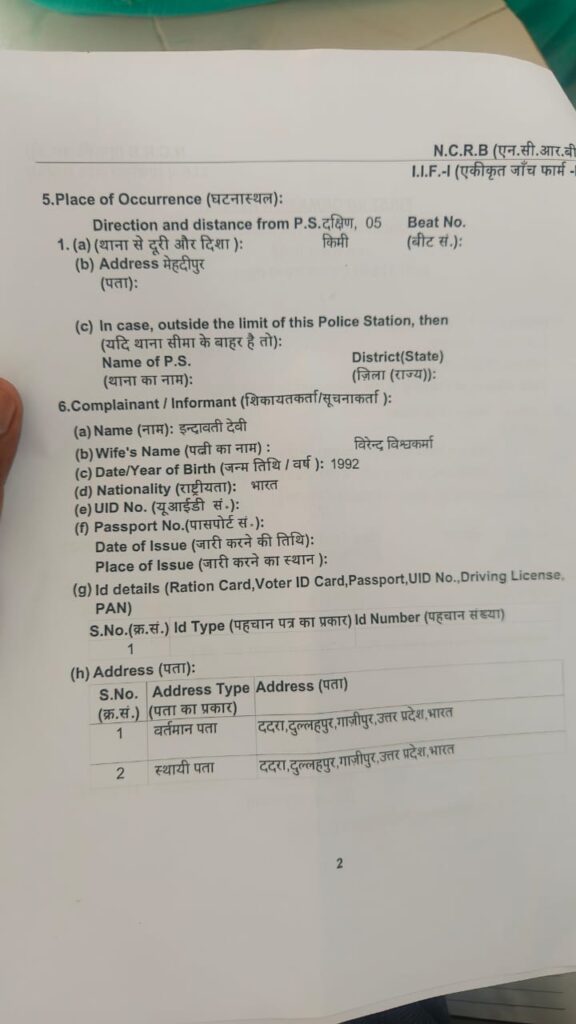 N.C.R.B (एन.सी.आर.बी
I.I.F.-I (एकीकृत जाँच फार्म -
5.Place of Occurrence (घटनास्थल):
Direction and distance from P.S.दक्षिण, 05 Beat No.
1. (a) (थाना से दूरी और दिशा ): किमी (बीट सं.):
(b) Address मेहदीपुर
(पता):
(c) In case, outside the limit of this Police Station, then
(यदि थाना सीमा के बाहर है तो):
Name of P.S. District(State)
(थाना का नाम): (ज़िला (राज्य)):
6.Complainant / Informant (शिकायतकर्ता/सूचनाकर्ता ):
(a) Name (नाम): इन्दावती देवी
(b) Wife's Name (पत्नी का नाम) : विरेन्द विश्वकर्मा
(c) Date/Year of Birth (जन्म तिथि / वर्ष ): 1992
(d) Nationality (राष्ट्रीयता): भारत
(e) UID No. (यूआईडी सं.):
(f) Passport No.(पासपोर्ट सं.):
Date of Issue (जारी करने की तिथि):
Place of Issue (जारी करने का स्थान ):
(g) Id details (Ration Card,Voter ID Card,Passport,UID No.,Driving License,
PAN)
S.No.(क्र.सं.) Id Type (पहचान पत्र का प्रकार) Id Number (पहचान संख्या)
1
(h) Address (पता):
S.No. Address Type Address (पता)
(क्र.सं.) (पता का प्रकार)
1 वर्तमान पता ददरा,दुल्लहपुर,गाज़ीपुर,उत्तर प्रदेश,भारत
2 स्थायी पता ददरा,दुल्लहपुर,गाज़ीपुर,उत्तर प्रदेश,भारत
2